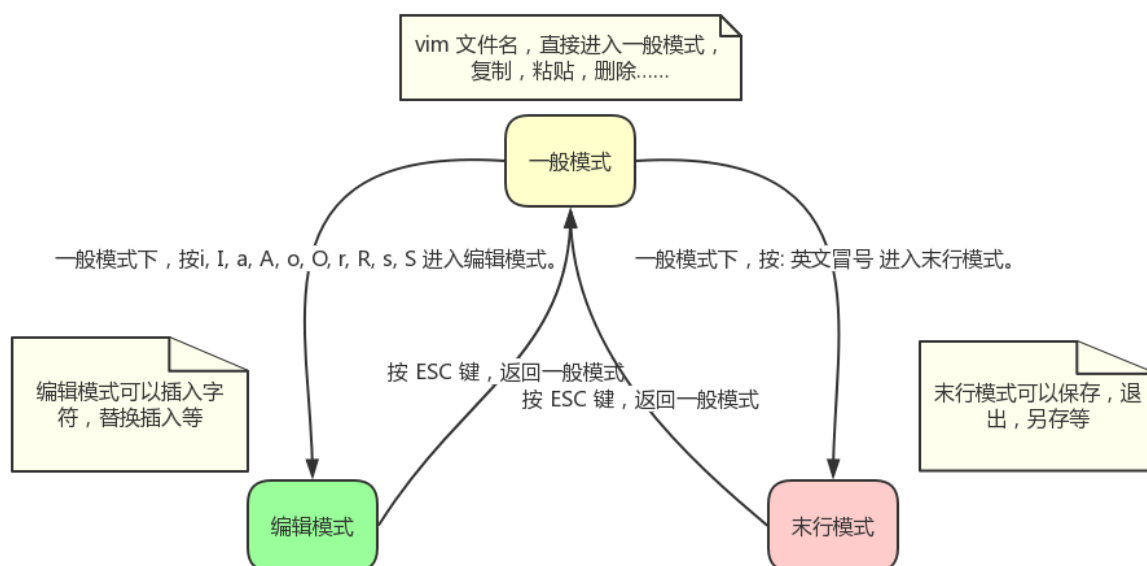 vim 文件名，直接进入一般模式，
复制，粘贴，删除……
一般模式
一般模式下，按i, I, a, A, o, O, r, R, s, S 进入编辑模式。
一般模式下，按: 英文冒号 进入末行模式。
编辑模式可以插入字
符，替换插入等
按 ESC 键，返回一般模式
按 ESC 键，返回一般模式
末行模式可以保存，退
出，另存等
编辑模式
末行模式